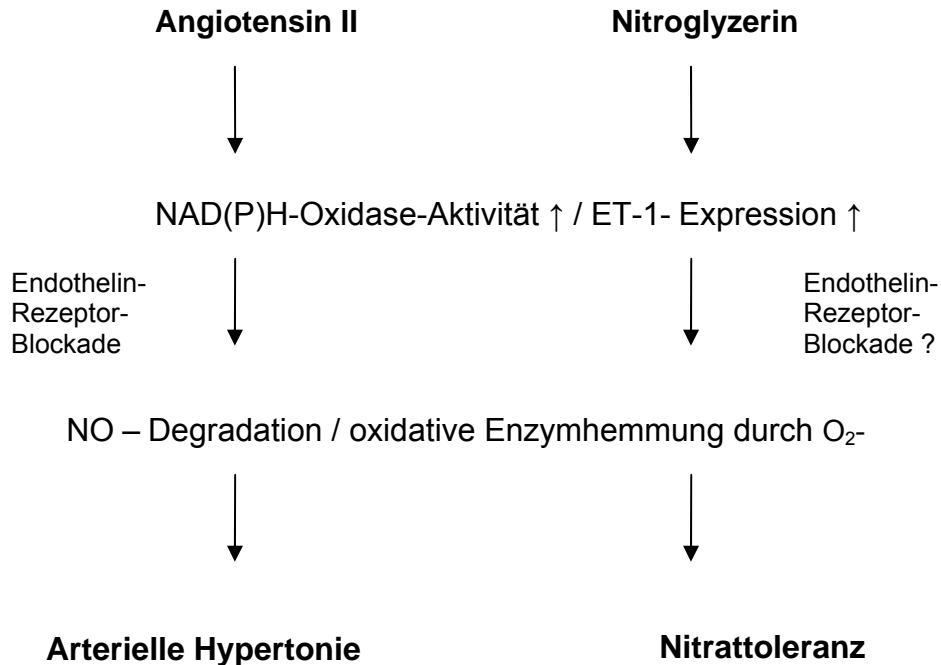 Angiotensin II Nitroglyzerin
NAD(P)H-Oxidase-Aktivität ↑ / ET-1- Expression ↑
Endothelin-
Rezeptor-
Blockade
Endothelin-
Rezeptor-
Blockade ?
NO – Degradation / oxidative Enzymhemmung durch O₂-
Arterielle Hypertonie Nitrattoleranz